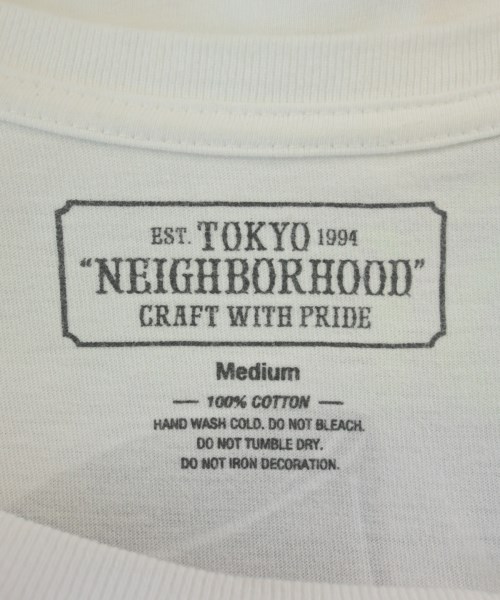 EST. TOKYO 1994
"NEIGHBORHOOD"
CRAFT WITH PRIDE
Medium
— 100% COTTON —
HAND WASH COLD. DO NOT BLEACH.
DO NOT TUMBLE DRY.
DO NOT IRON DECORATION.